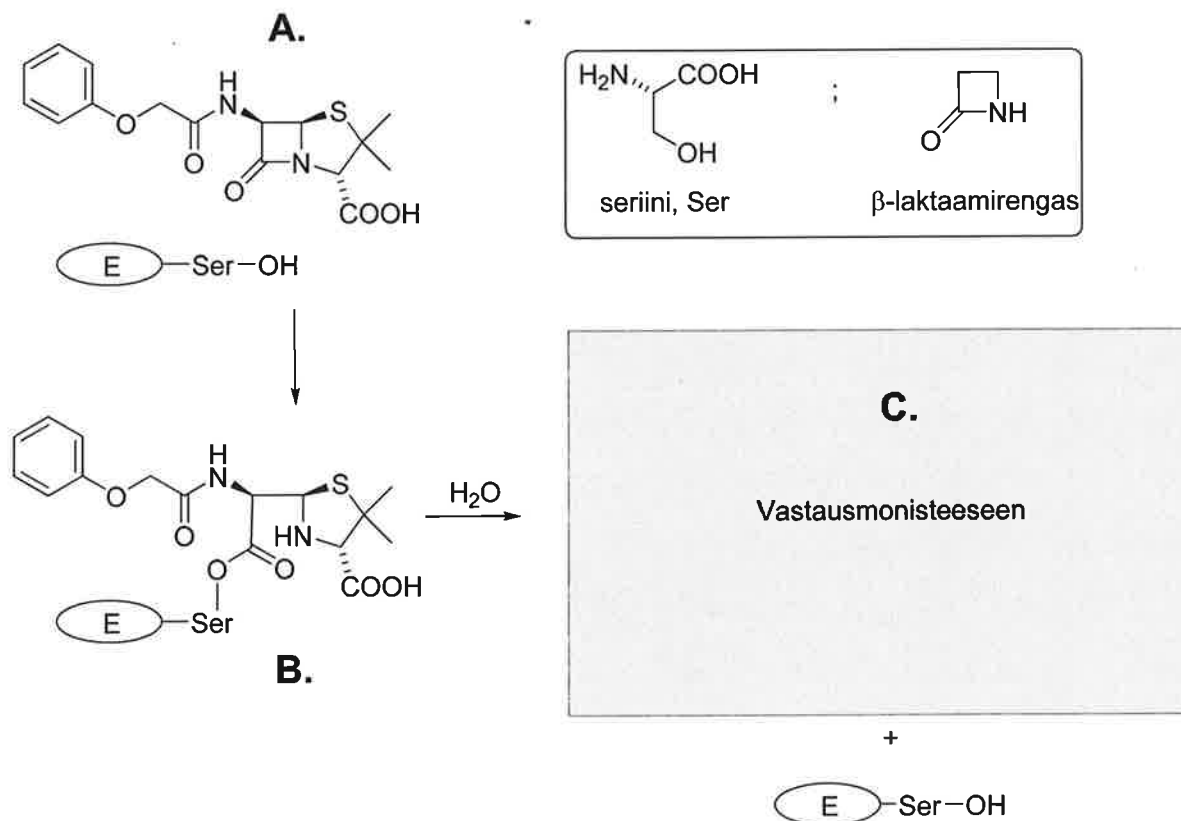 A.
H
N
S
O
O
O
N
COOH
E
Ser
OH
H₂N
COOH
OH
;
O
NH
seriini, Ser
β-laktaamirengas
H
N
S
O
O
HN
O
O
COOH
E
Ser
B.
H₂O
C.
Vastausmonisteeseen
+
E
Ser
OH